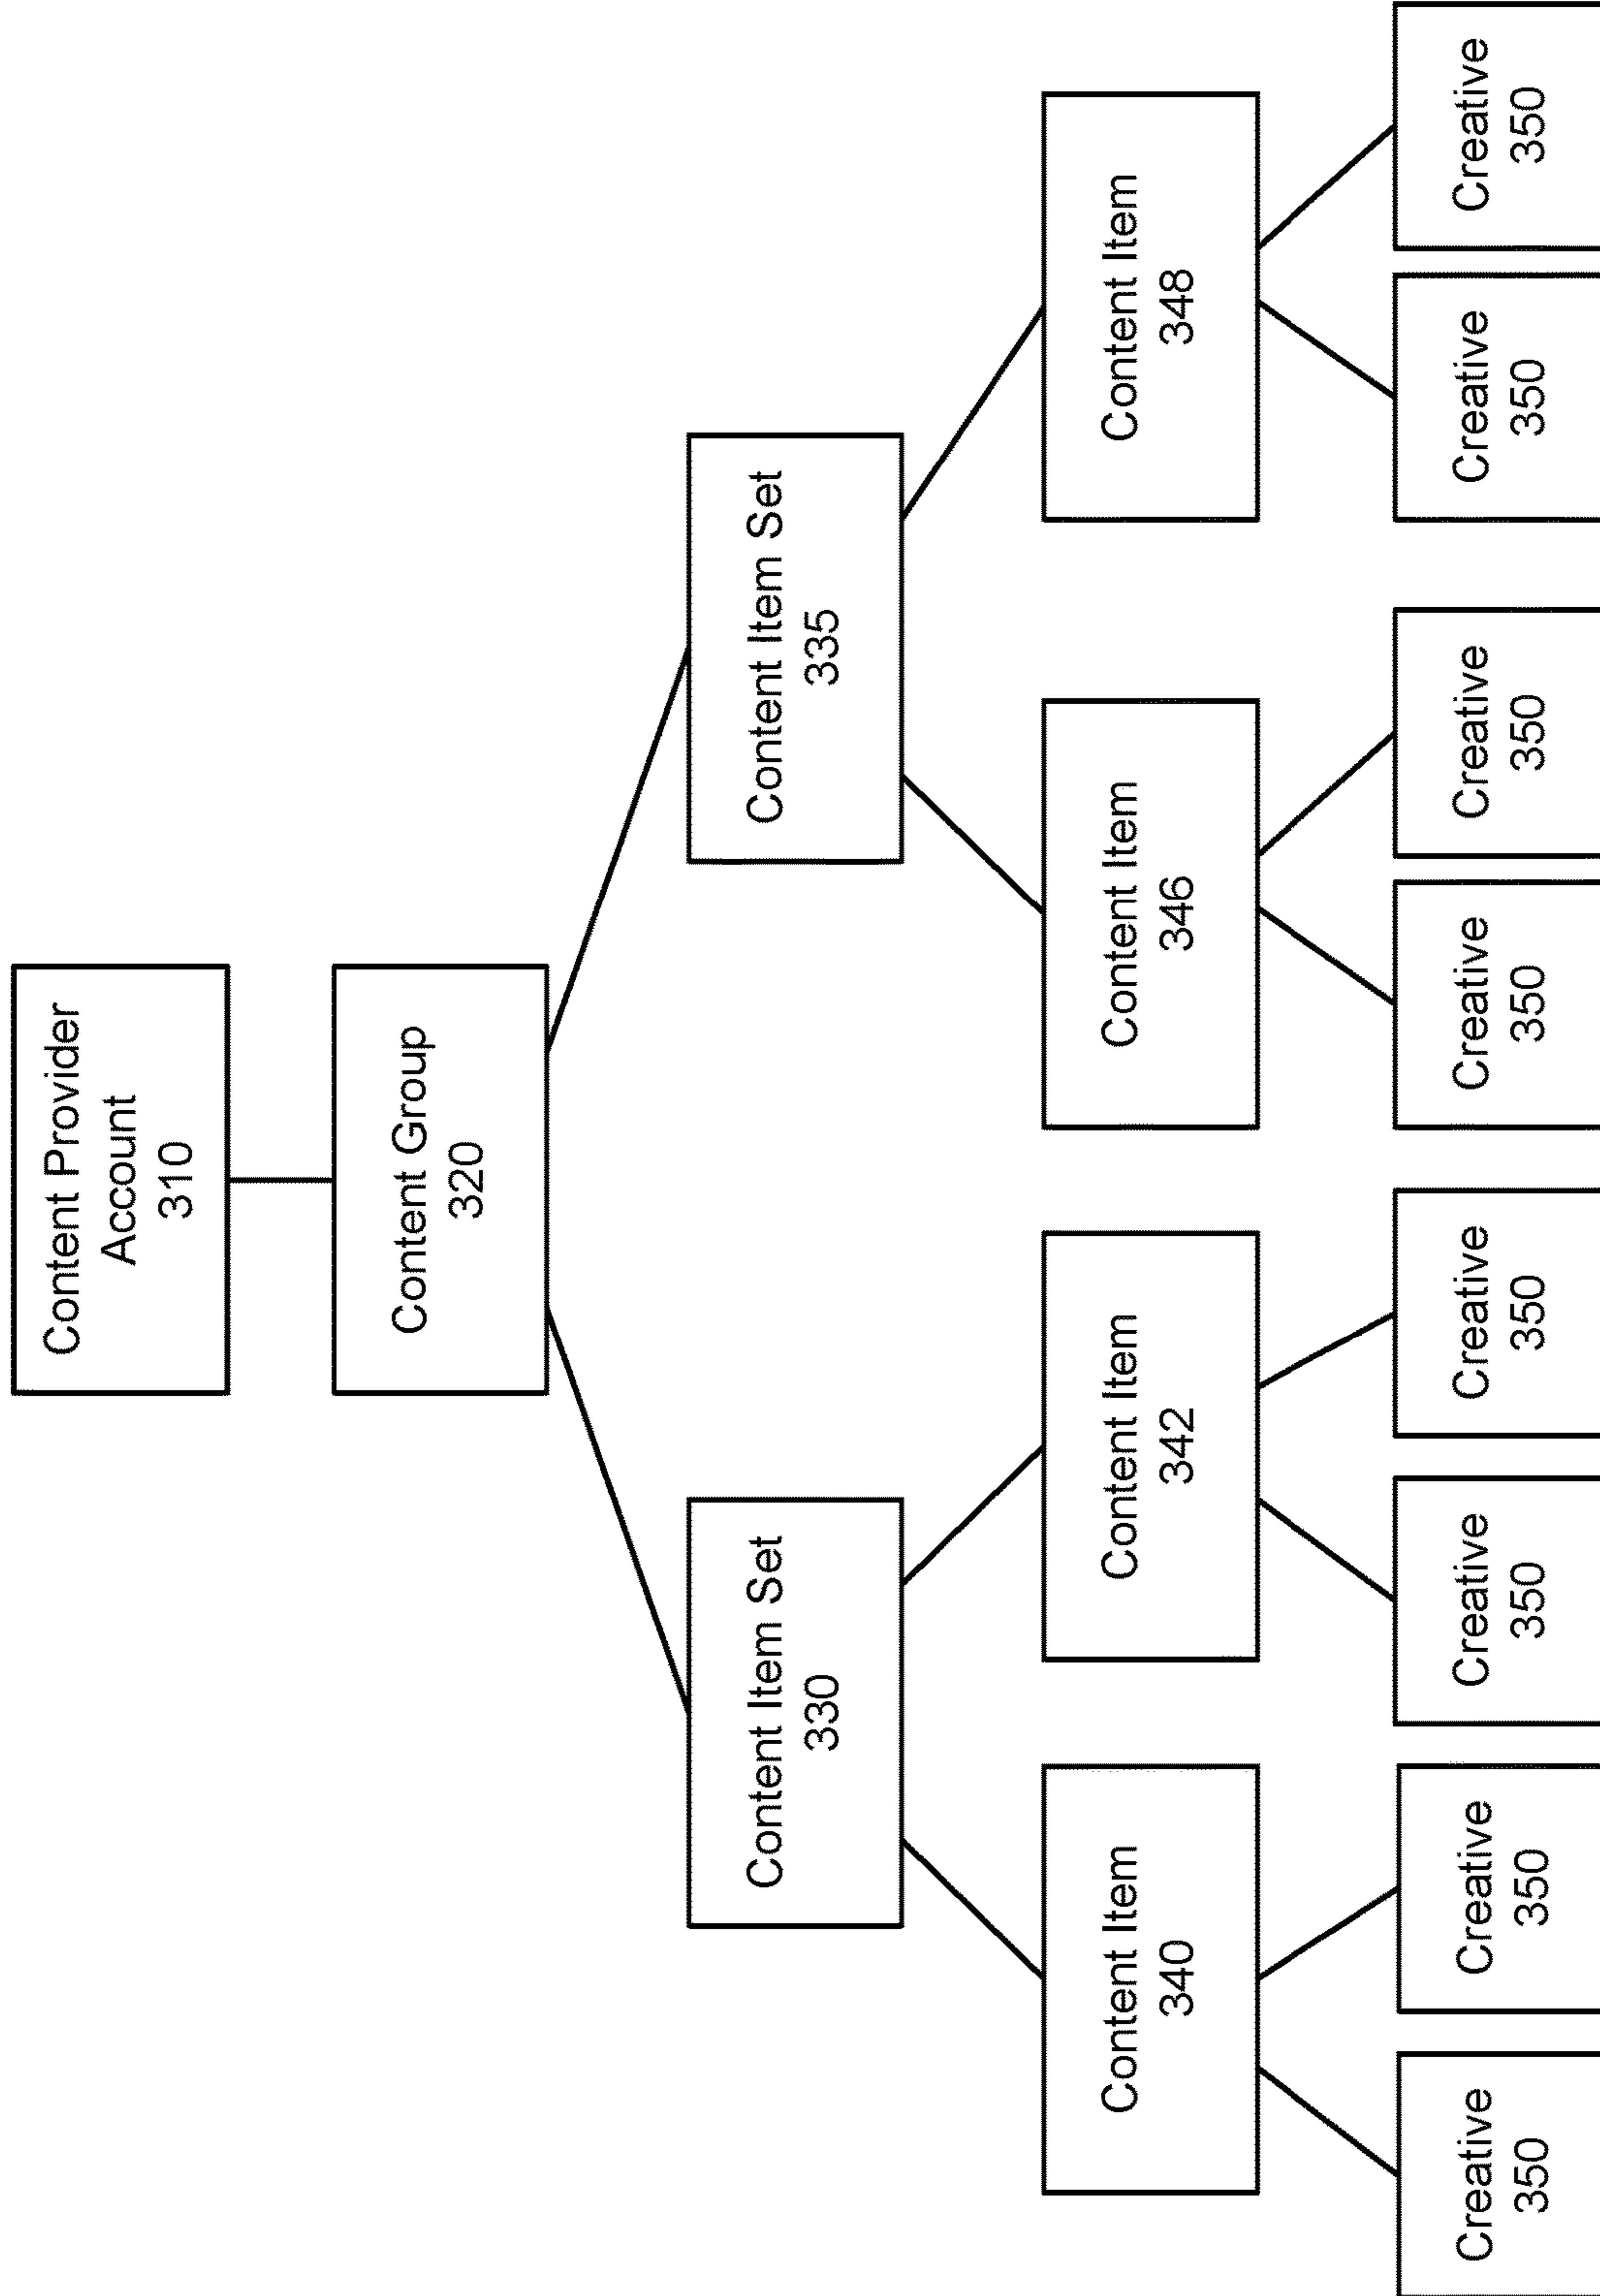 Content Provider
Account
310
Content Group
320
Content Item Set
330
Content Item Set
335
Content Item
340
Content Item
342
Content Item
346
Content Item
348
Creative
350
Creative
350
Creative
350
Creative
350
Creative
350
Creative
350
Creative
350
Creative
350